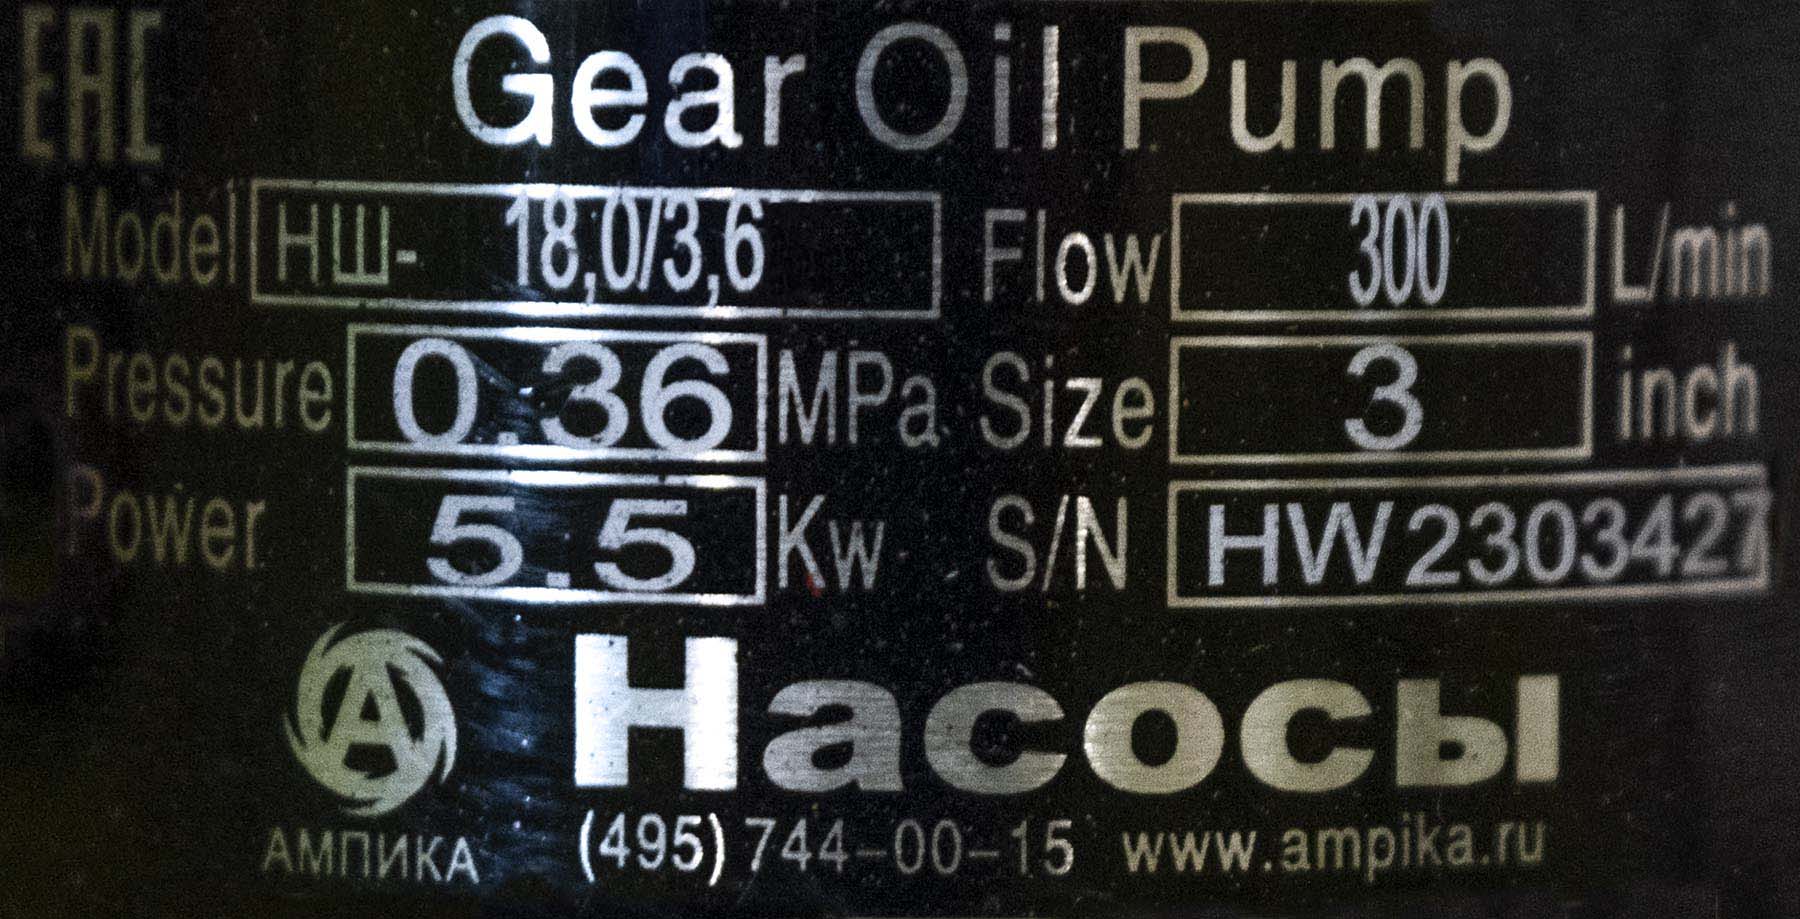 EAC Gear Oil Pump
Model НШ- 18,0/3,6 Flow 300 L/min
Pressure 0.36 MPa Size 3 inch
Power 5.5 Kw S/N HW2303427
А Насосы
АМПИКА (495) 744-00-15 www.ampika.ru